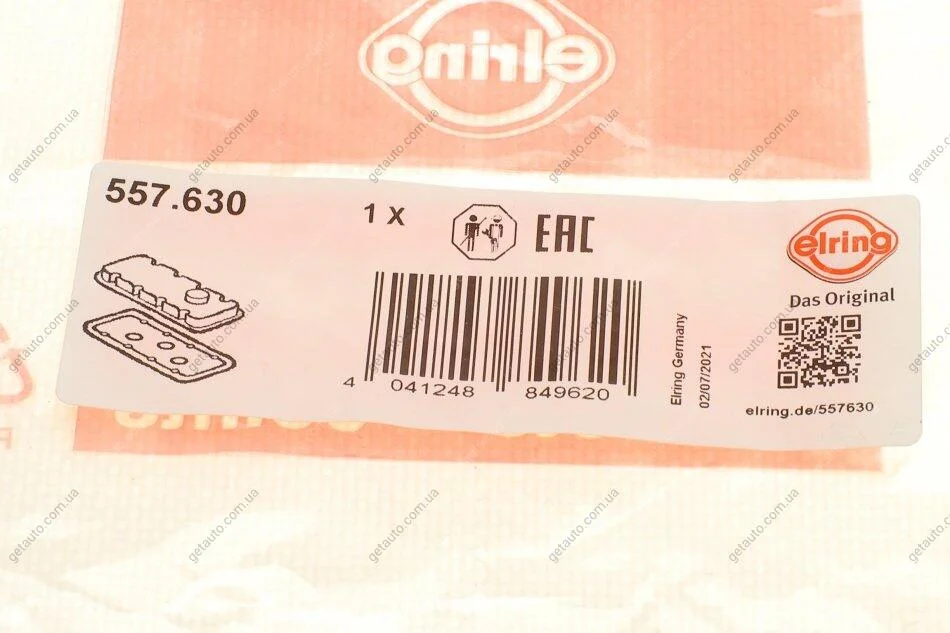 elring
557.630
1 X
EAC
elring
Das Original
4 041248 849620
Elring Germany
02/07/2021
elring.de/557630
getauto.com.ua